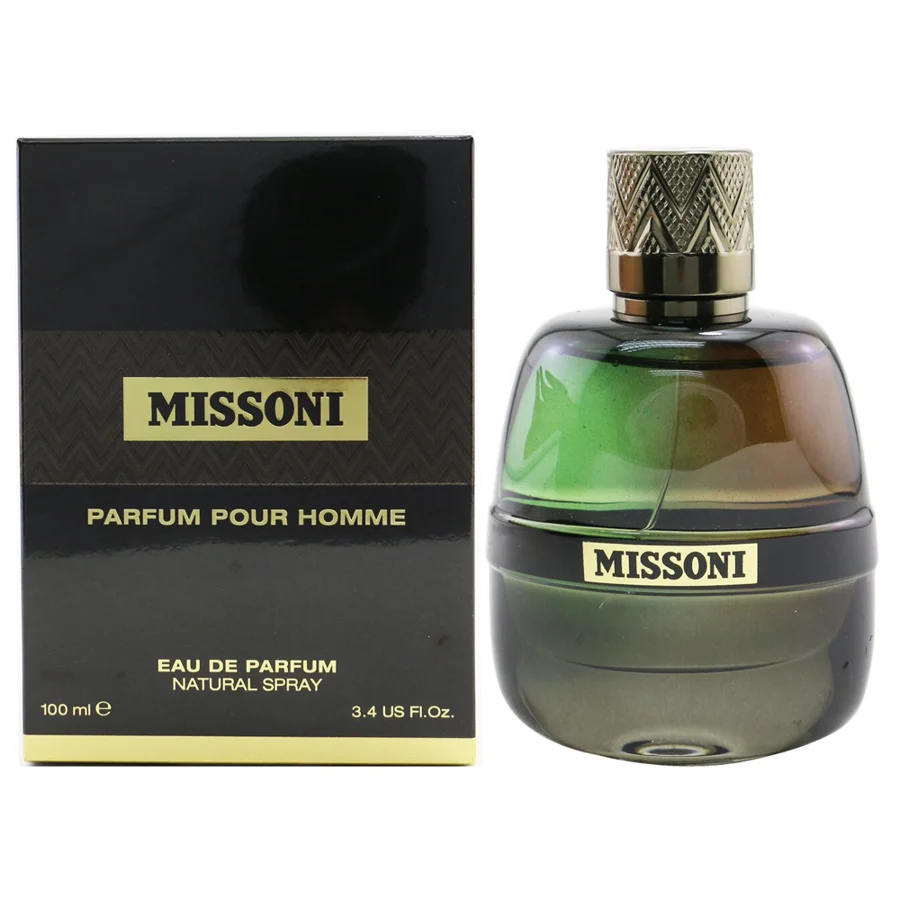 MISSONI
PARFUM POUR HOMME
EAU DE PARFUM
NATURAL SPRAY
100 ml ℮
3.4 US Fl.Oz.
MISSONI